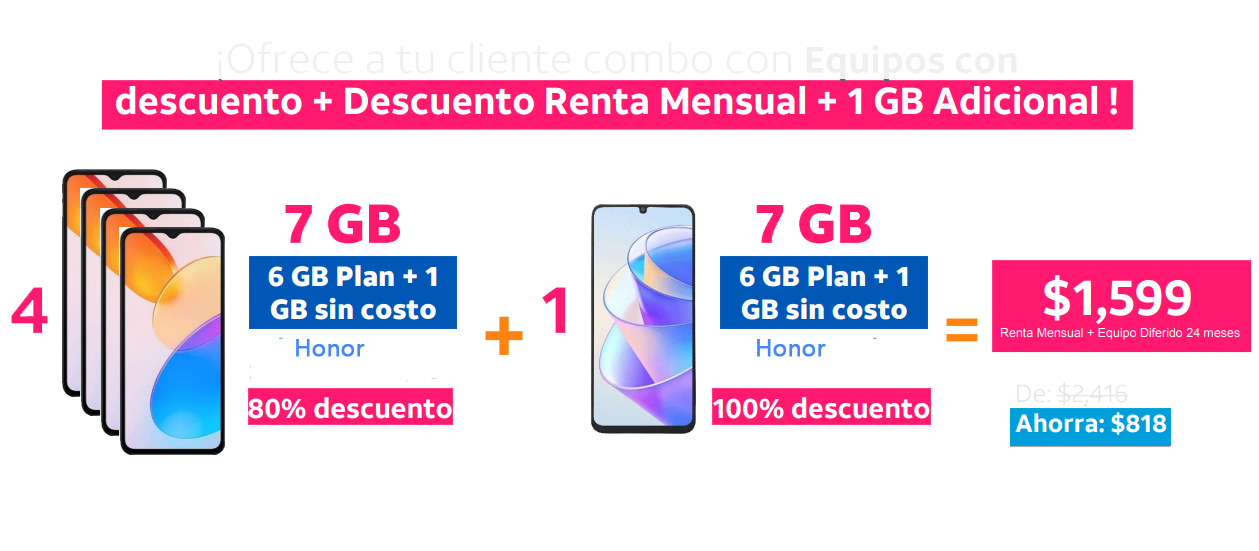 ¡Ofrece a tu cliente combo con Equipos con
descuento + Descuento Renta Mensual + 1 GB Adicional !
4
7 GB
6 GB Plan + 1
GB sin costo
Honor
80% descuento
+
1
7 GB
6 GB Plan + 1
GB sin costo
Honor
100% descuento
=
$1,599
Renta Mensual + Equipo Diferido 24 meses
De: $2,416
Ahorra: $818